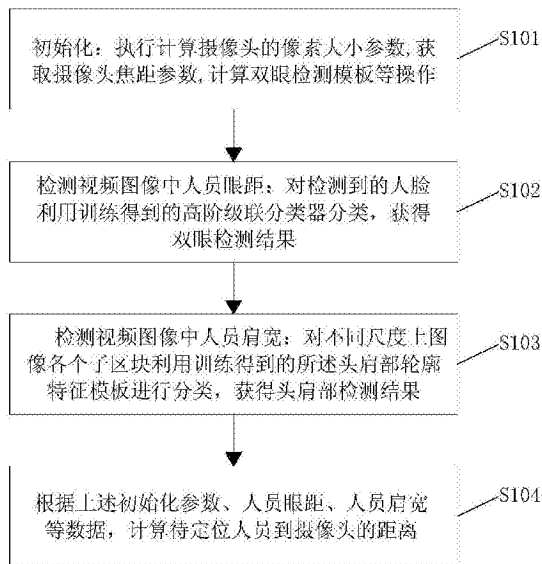 初始化：执行计算摄像头的像素大小参数,获
取摄像头焦距参数,计算双眼检测模板等操作
S101
检测视频图像中人员眼距：对检测到的人脸
利用训练得到的高阶级联分类器分类，获得
双眼检测结果
S102
检测视频图像中人员肩宽：对不同尺度上图
像各个子区块利用训练得到的所述头肩部轮廓
特征模板进行分类，获得头肩部检测结果
S103
根据上述初始化参数、人员眼距、人员肩宽
等数据，计算待定位人员到摄像头的距离
S104